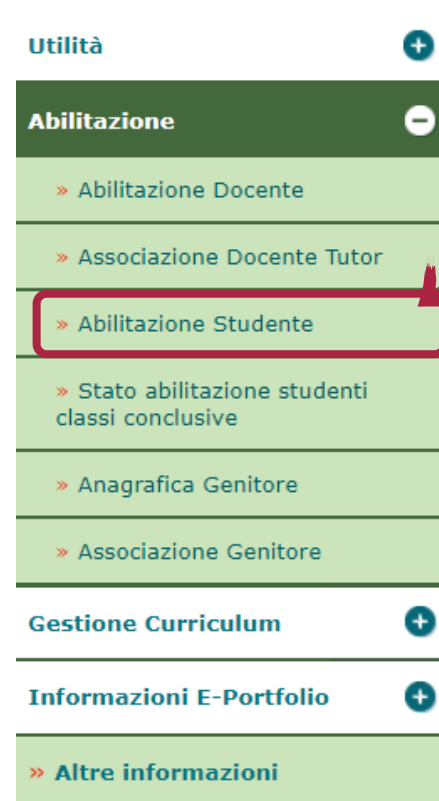 Utilità
Abilitazione
» Abilitazione Docente
» Associazione Docente Tutor
» Abilitazione Studente
» Stato abilitazione studenti
classi conclusive
» Anagrafica Genitore
» Associazione Genitore
Gestione Curriculum
Informazioni E-Portfolio
» Altre informazioni